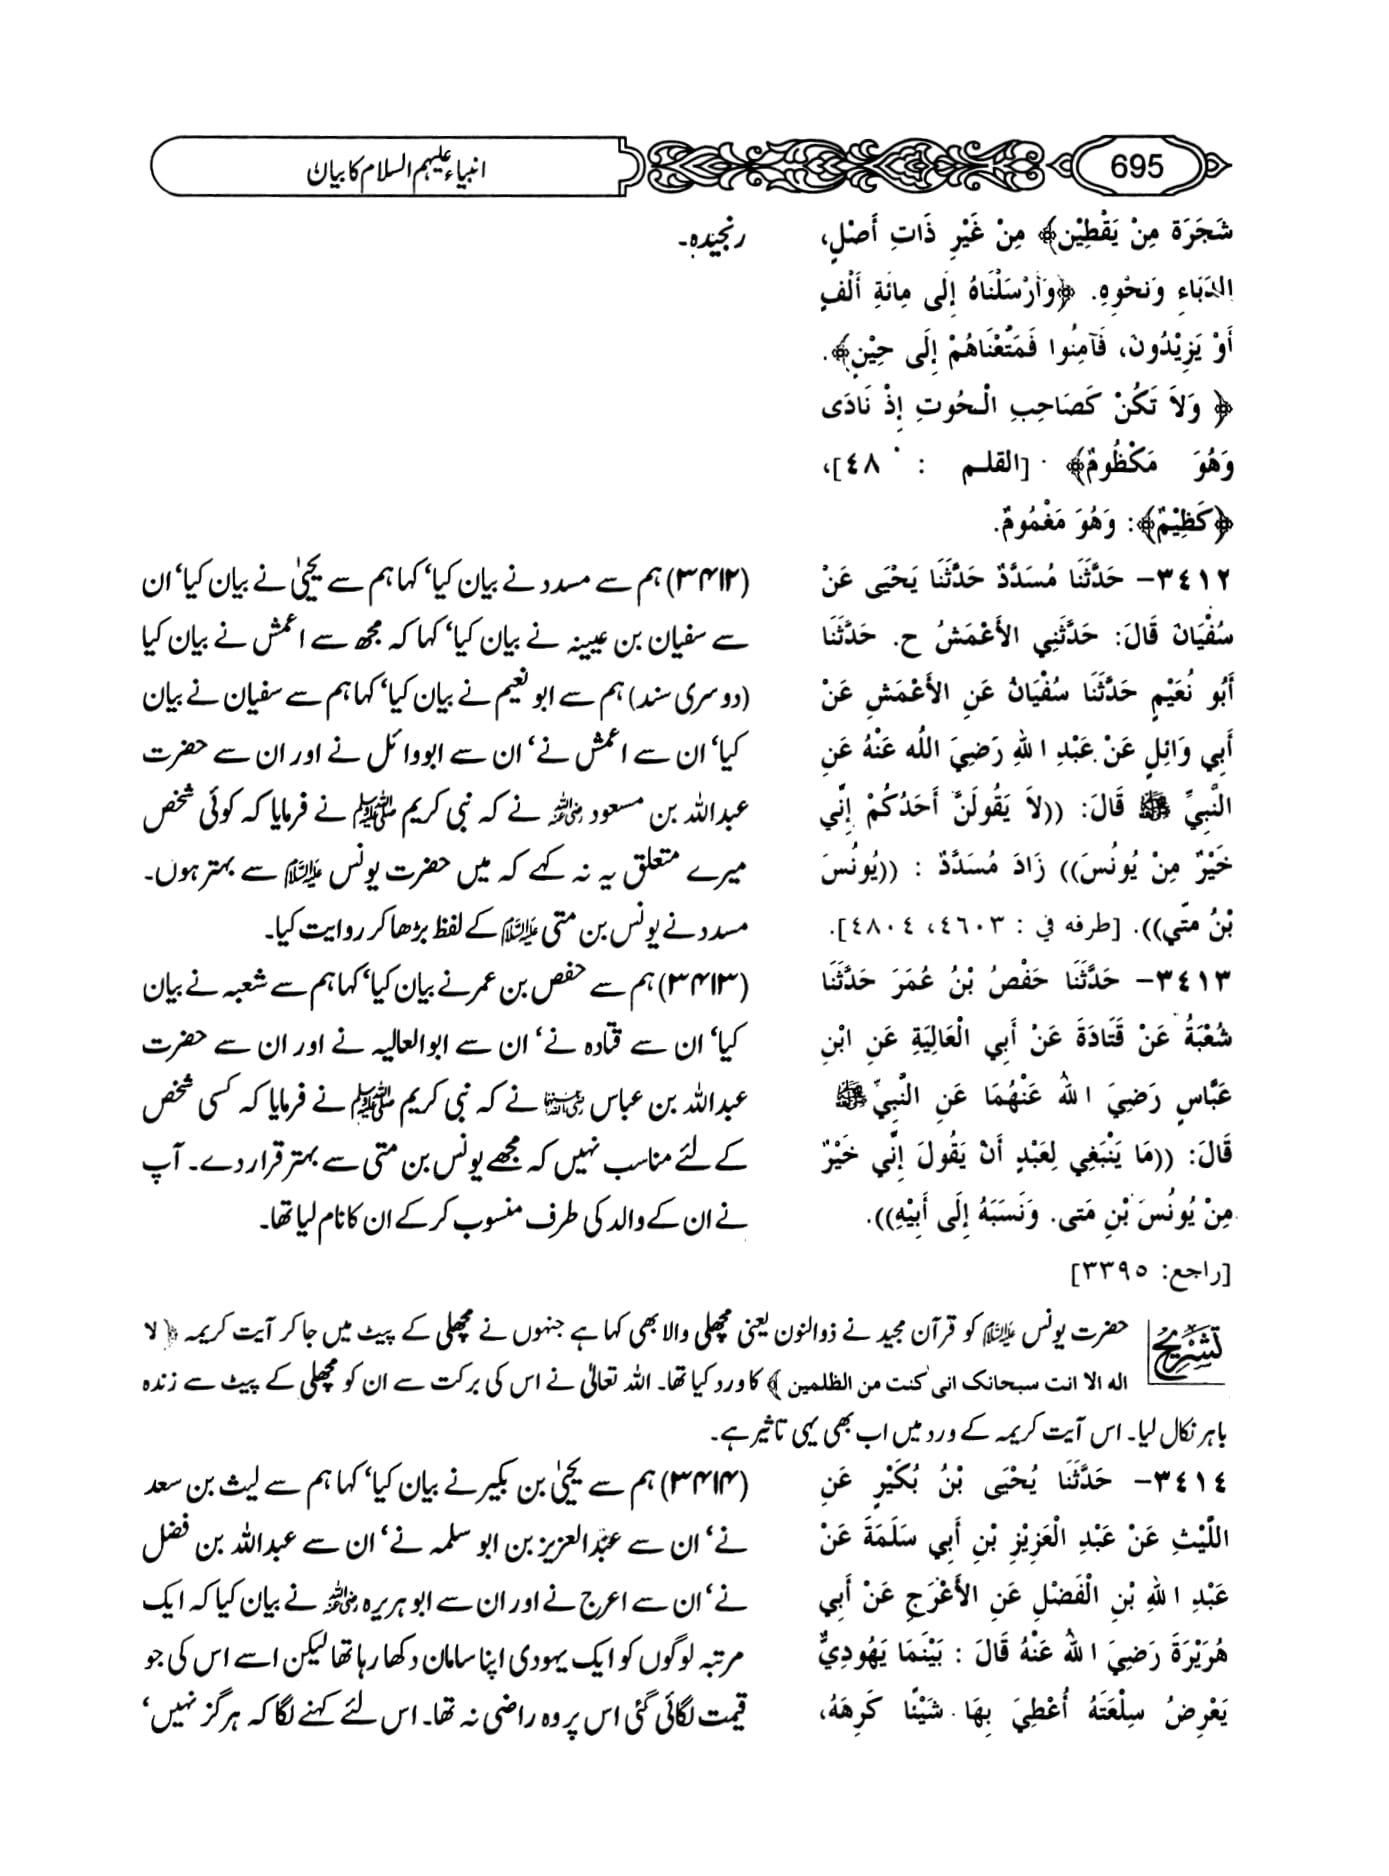 695
انبیاء علیہم السلام کا بیان
شَجَرَة مِنْ يَقْطِيْنٍ﴾ مِنْ غَيْرِ ذَاتِ أَصْلٍ،
الدَّبَاءِ وَنَحْوِهِ. ﴿وَأَرْسَلْنَاهُ إِلَى مِائَةِ أَلْفٍ
أَوْ يَزِيْدُونَ، فَآمِنُوا فَمَتَّعْنَاهُمْ إِلَى حِيْنٍ﴾.
﴿ وَلاَ تَكُنْ كَصَاحِبِ الْحُوتِ إِذْ نَادَى
وَهُوَ مَكْظُومٌ﴾ [القلم : ٤٨]،
﴿كَظِيْمٌ﴾: وَهُوَ مَغْمُومٌ.
رنجیدہ۔
٣٤١٢– حَدَّثَنَا مُسَدَّدٌ حَدَّثَنَا يَحْيَى عَنْ
سُفْيَانَ قَالَ: حَدَّثَنِي الأَعْمَشُ ح. حَدَّثَنَا
أَبُو نُعَيْمٍ حَدَّثَنَا سُفْيَانُ عَنِ الأَعْمَشِ عَنْ
أَبِي وَائِلٍ عَنْ عَبْدِ اللهِ رَضِيَ اللَّه عَنْهُ عَنِ
النَّبِيِّ ﷺ قَالَ: ((لاَ يَقُولَنَّ أَحَدُكُمْ إِنِّي
خَيْرٌ مِنْ يُونُسَ)) زَادَ مُسَدَّدٌ : ((يُونُسَ
بْنُ مَتّي)). [طرفه في : ٤٦٠٣، ٤٨٠٤].
(۳۴۱۲) ہم سے مسدد نے بیان کیا‘ کہا ہم سے یحییٰ نے بیان کیا‘ ان
سے سفیان بن عیینہ نے بیان کیا‘ کہا کہ مجھ سے اعمش نے بیان کیا
(دوسری سند) ہم سے ابو نعیم نے بیان کیا‘ کہا ہم سے سفیان نے بیان
کیا‘ ان سے اعمش نے‘ ان سے ابووائل نے اور ان سے حضرت
عبداللہ بن مسعود رضی اللہ عنہ نے کہ نبی کریم صلی اللہ علیہ وسلم نے فرمایا کہ کوئی شخص
میرے متعلق یہ نہ کہے کہ میں حضرت یونس علیہ السلام سے بہتر ہوں۔
مسدد نے یونس بن متی علیہ السلام کے لفظ بڑھا کر روایت کیا۔
٣٤١٣– حَدَّثَنَا حَفْصُ بْنُ عُمَرَ حَدَّثَنَا
شُعْبَةُ عَنْ قَتَادَةَ عَنْ أَبِي الْعَالِيَةِ عَنِ ابْنِ
عَبَّاسٍ رَضِيَ اللهُ عَنْهُمَا عَنِ النَّبِيِّ ﷺ
قَالَ: ((مَا يَنْبَغِي لِعَبْدٍ أَنْ يَقُولَ إِنِّي خَيْرٌ
مِنْ يُونُسَ بْنِ مَتى. وَنَسَبَهُ إِلَى أَبِيْهِ)).
[راجع: ٣٣٩٥]
(۳۴۱۳) ہم سے حفص بن عمر نے بیان کیا‘ کہا ہم سے شعبہ نے بیان
کیا‘ ان سے قتادہ نے‘ ان سے ابوالعالیہ نے اور ان سے حضرت
عبداللہ بن عباس رضی اللہ عنہما نے کہ نبی کریم صلی اللہ علیہ وسلم نے فرمایا کہ کسی شخص
کے لئے مناسب نہیں کہ مجھے یونس بن متی سے بہتر قرار دے۔ آپ
نے ان کے والد کی طرف منسوب کر کے ان کا نام لیا تھا۔
تشریح حضرت یونس علیہ السلام کو قرآن مجید نے ذوالنون یعنی مچھلی والا بھی کہا ہے جنہوں نے مچھلی کے پیٹ میں جا کر آیت کریمہ ﴿ لا
اله الا انت سبحانک انی کنت من الظلمین ﴾ کا ورد کیا تھا۔ اللہ تعالیٰ نے اس کی برکت سے ان کو مچھلی کے پیٹ سے زندہ
باہر نکال لیا۔ اس آیت کریمہ کے ورد میں اب بھی یہی تاثیر ہے۔
٣٤١٤– حَدَّثَنَا يُحْيَى بْنُ بُكَيْرٍ عَنِ
اللَّيْثِ عَنْ عَبْدِ الْعَزِيْزِ بْنِ أَبِي سَلَمَةَ عَنْ
عَبْدِ اللهِ بْنِ الْفَضْلِ عَنِ الأَعْرَجِ عَنْ أَبِي
هُرَيْرَةَ رَضِيَ اللهُ عَنْهُ قَالَ : بَيْنَمَا يَهُودِيٌّ
يَعْرِضُ سِلْعَتَهُ أُعْطِيَ بِهَا شَيْئًا كَرِهَهُ،
(۳۴۱۴) ہم سے یحییٰ بن بکیر نے بیان کیا‘ کہا ہم سے لیث بن سعد
نے‘ ان سے عبدالعزیز بن ابو سلمہ نے‘ ان سے عبداللہ بن فضل
نے‘ ان سے اعرج نے اور ان سے ابو ہریرہ رضی اللہ عنہ نے بیان کیا کہ ایک
مرتبہ لوگوں کو ایک یہودی اپنا سامان دکھا رہا تھا لیکن اسے اس کی جو
قیمت لگائی گئی اس پر وہ راضی نہ تھا۔ اس لئے کہنے لگا کہ ہرگز نہیں‘